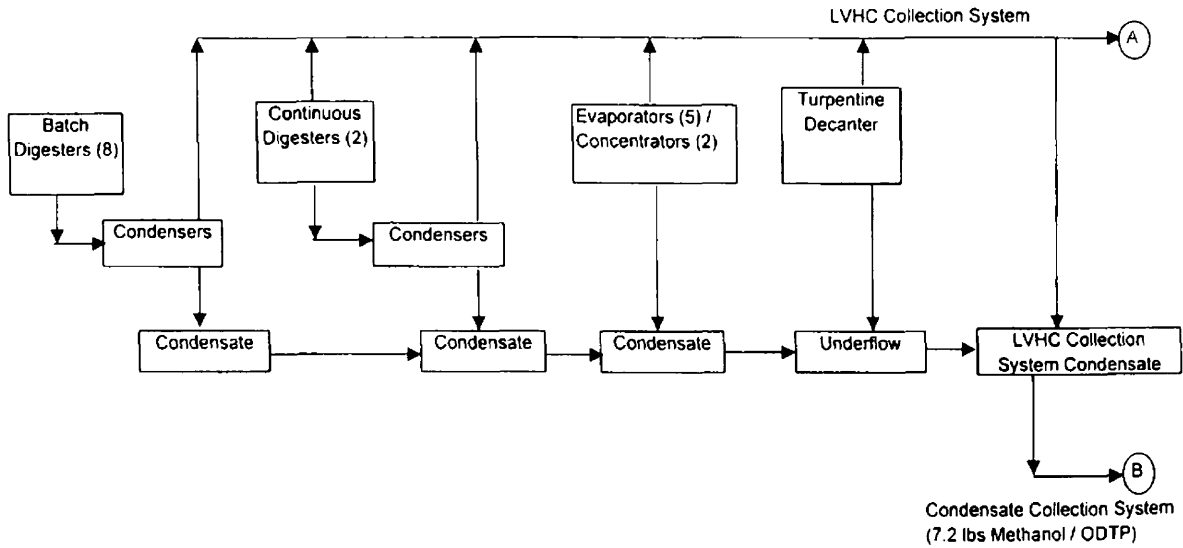 LVHC Collection System
A
Batch
Digesters (8)
Continuous
Digesters (2)
Evaporators (5) /
Concentrators (2)
Turpentine
Decanter
Condensers
Condensers
Condensate
Condensate
Condensate
Underflow
LVHC Collection
System Condensate
B
Condensate Collection System
(7.2 lbs Methanol / ODTP)